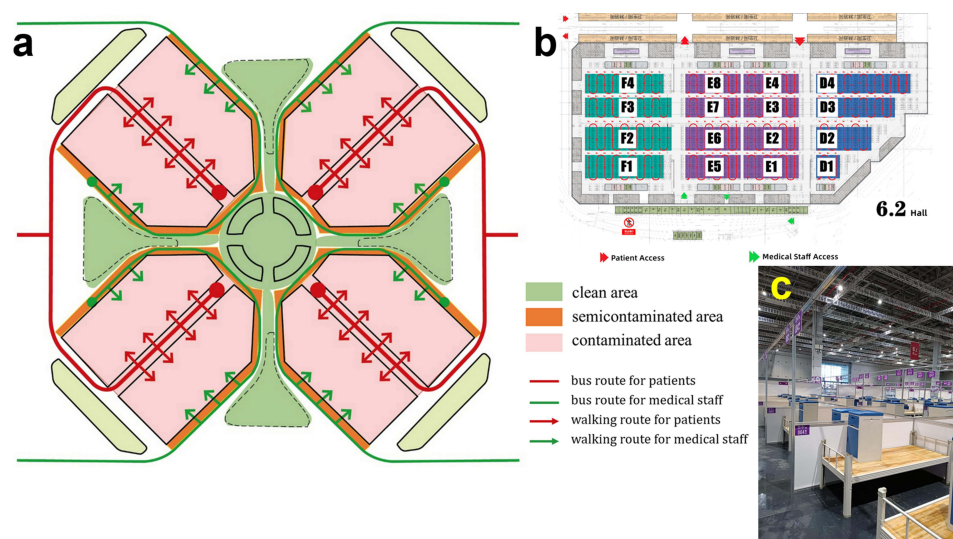 a
b
F4
E8
E4
D4
F3
E7
E3
D3
F2
E6
E2
D2
F1
E5
E1
D1
6.2 Hall
Patient Access
Medical Staff Access
clean area
semicontaminated area
contaminated area
bus route for patients
bus route for medical staff
walking route for patients
walking route for medical staff
c